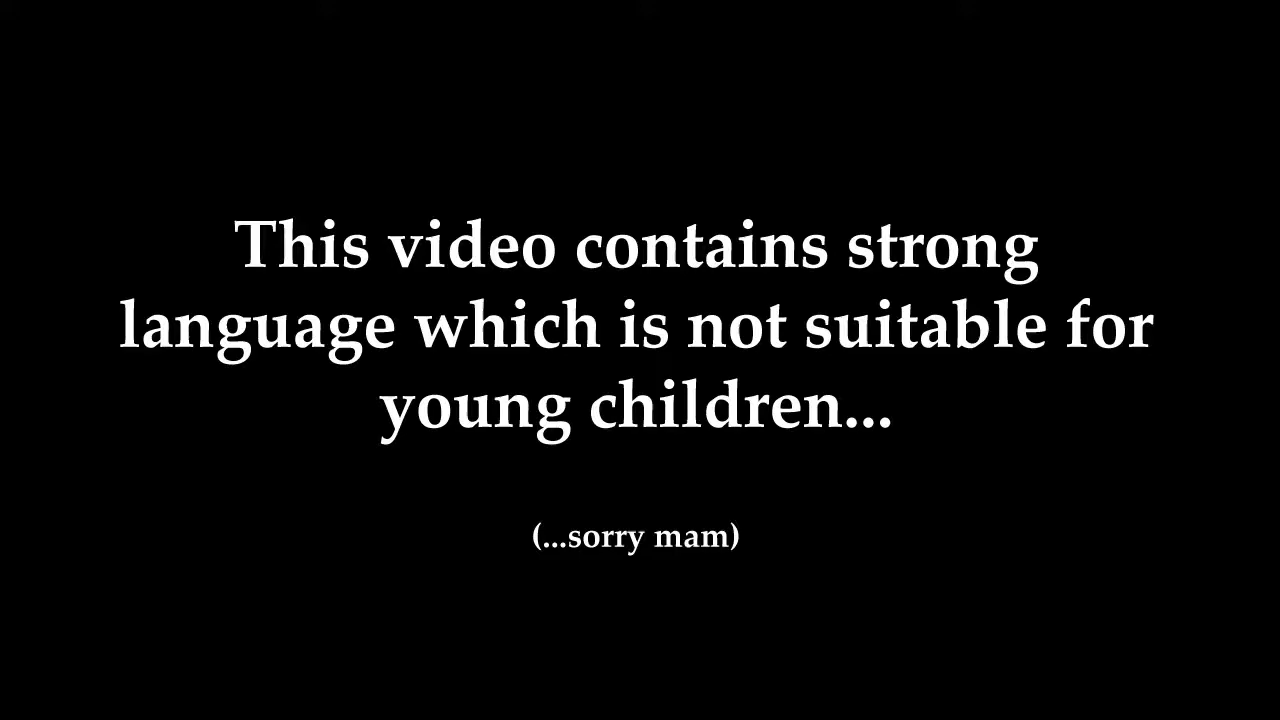 This video contains strong
language which is not suitable for
young children...
(...sorry mam)